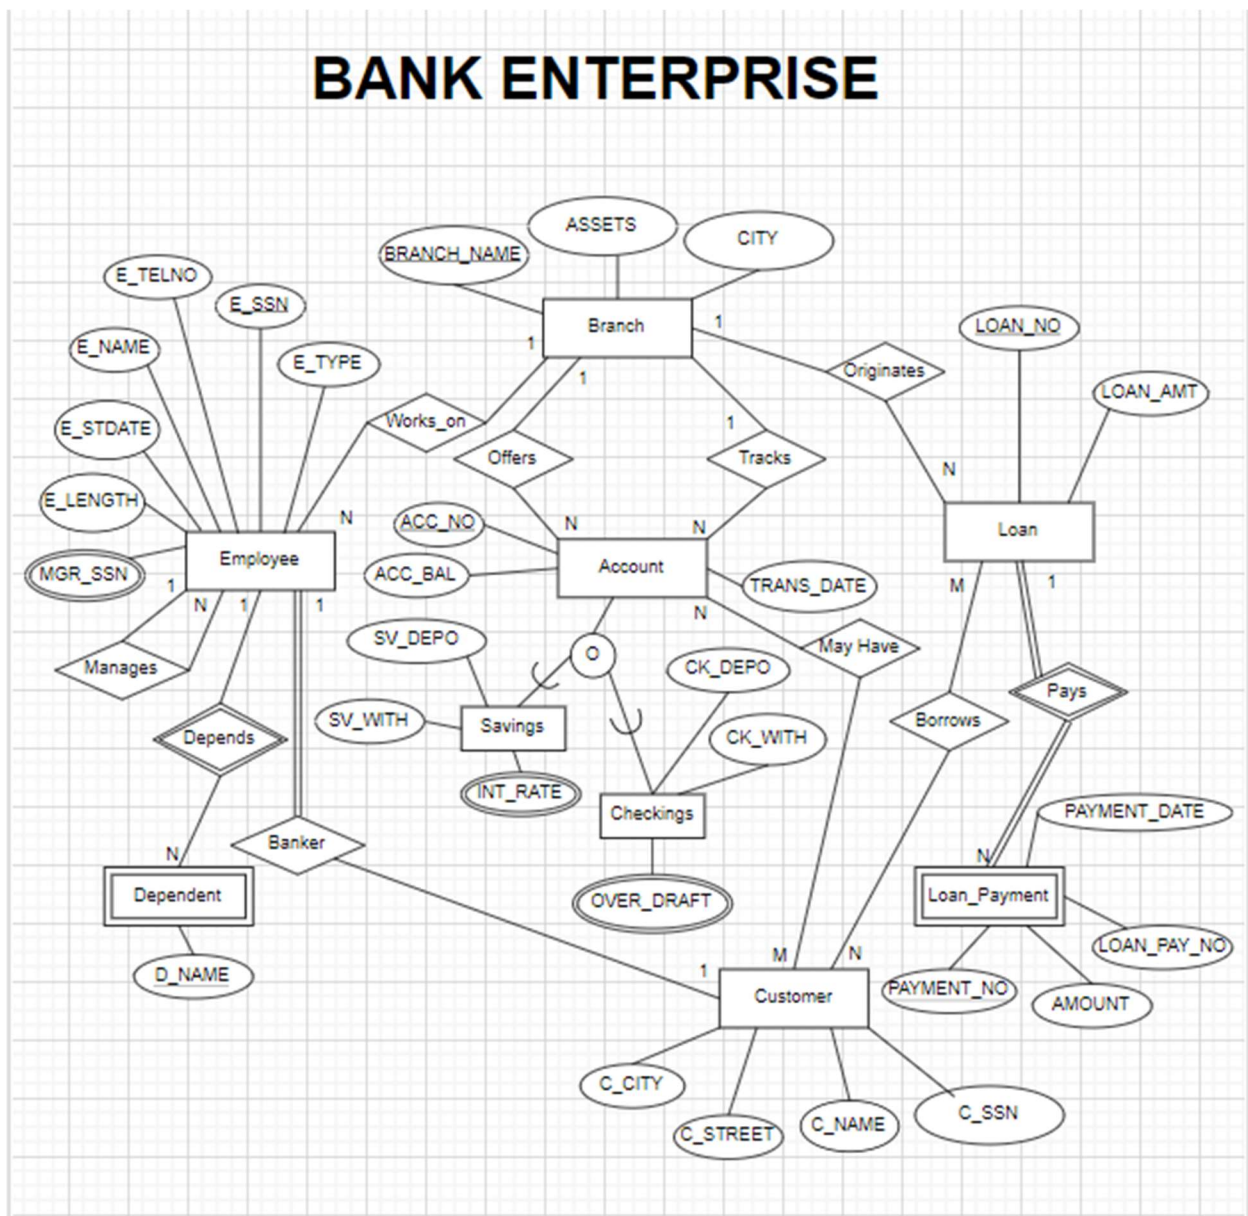 BANK ENTERPRISE
ASSETS
CITY
BRANCH_NAME
E_TELNO
E_SSN
Branch
1
1
1
LOAN_NO
E_NAME
E_TYPE
Originates
LOAN_AMT
E_STDATE
Works_on
1
Offers
Tracks
N
E_LENGTH
N
ACC_NO
N
N
Loan
Employee
Account
MGR_SSN
ACC_BAL
TRANS_DATE
1
N
1
1
N
M
1
SV_DEPO
O
May Have
Manages
CK_DEPO
Pays
SV_WITH
Savings
Borrows
Depends
CK_WITH
INT_RATE
Checkings
PAYMENT_DATE
Banker
N
N
Dependent
OVER_DRAFT
Loan_Payment
LOAN_PAY_NO
M
N
D_NAME
1
Customer
PAYMENT_NO
AMOUNT
C_CITY
C_STREET
C_NAME
C_SSN